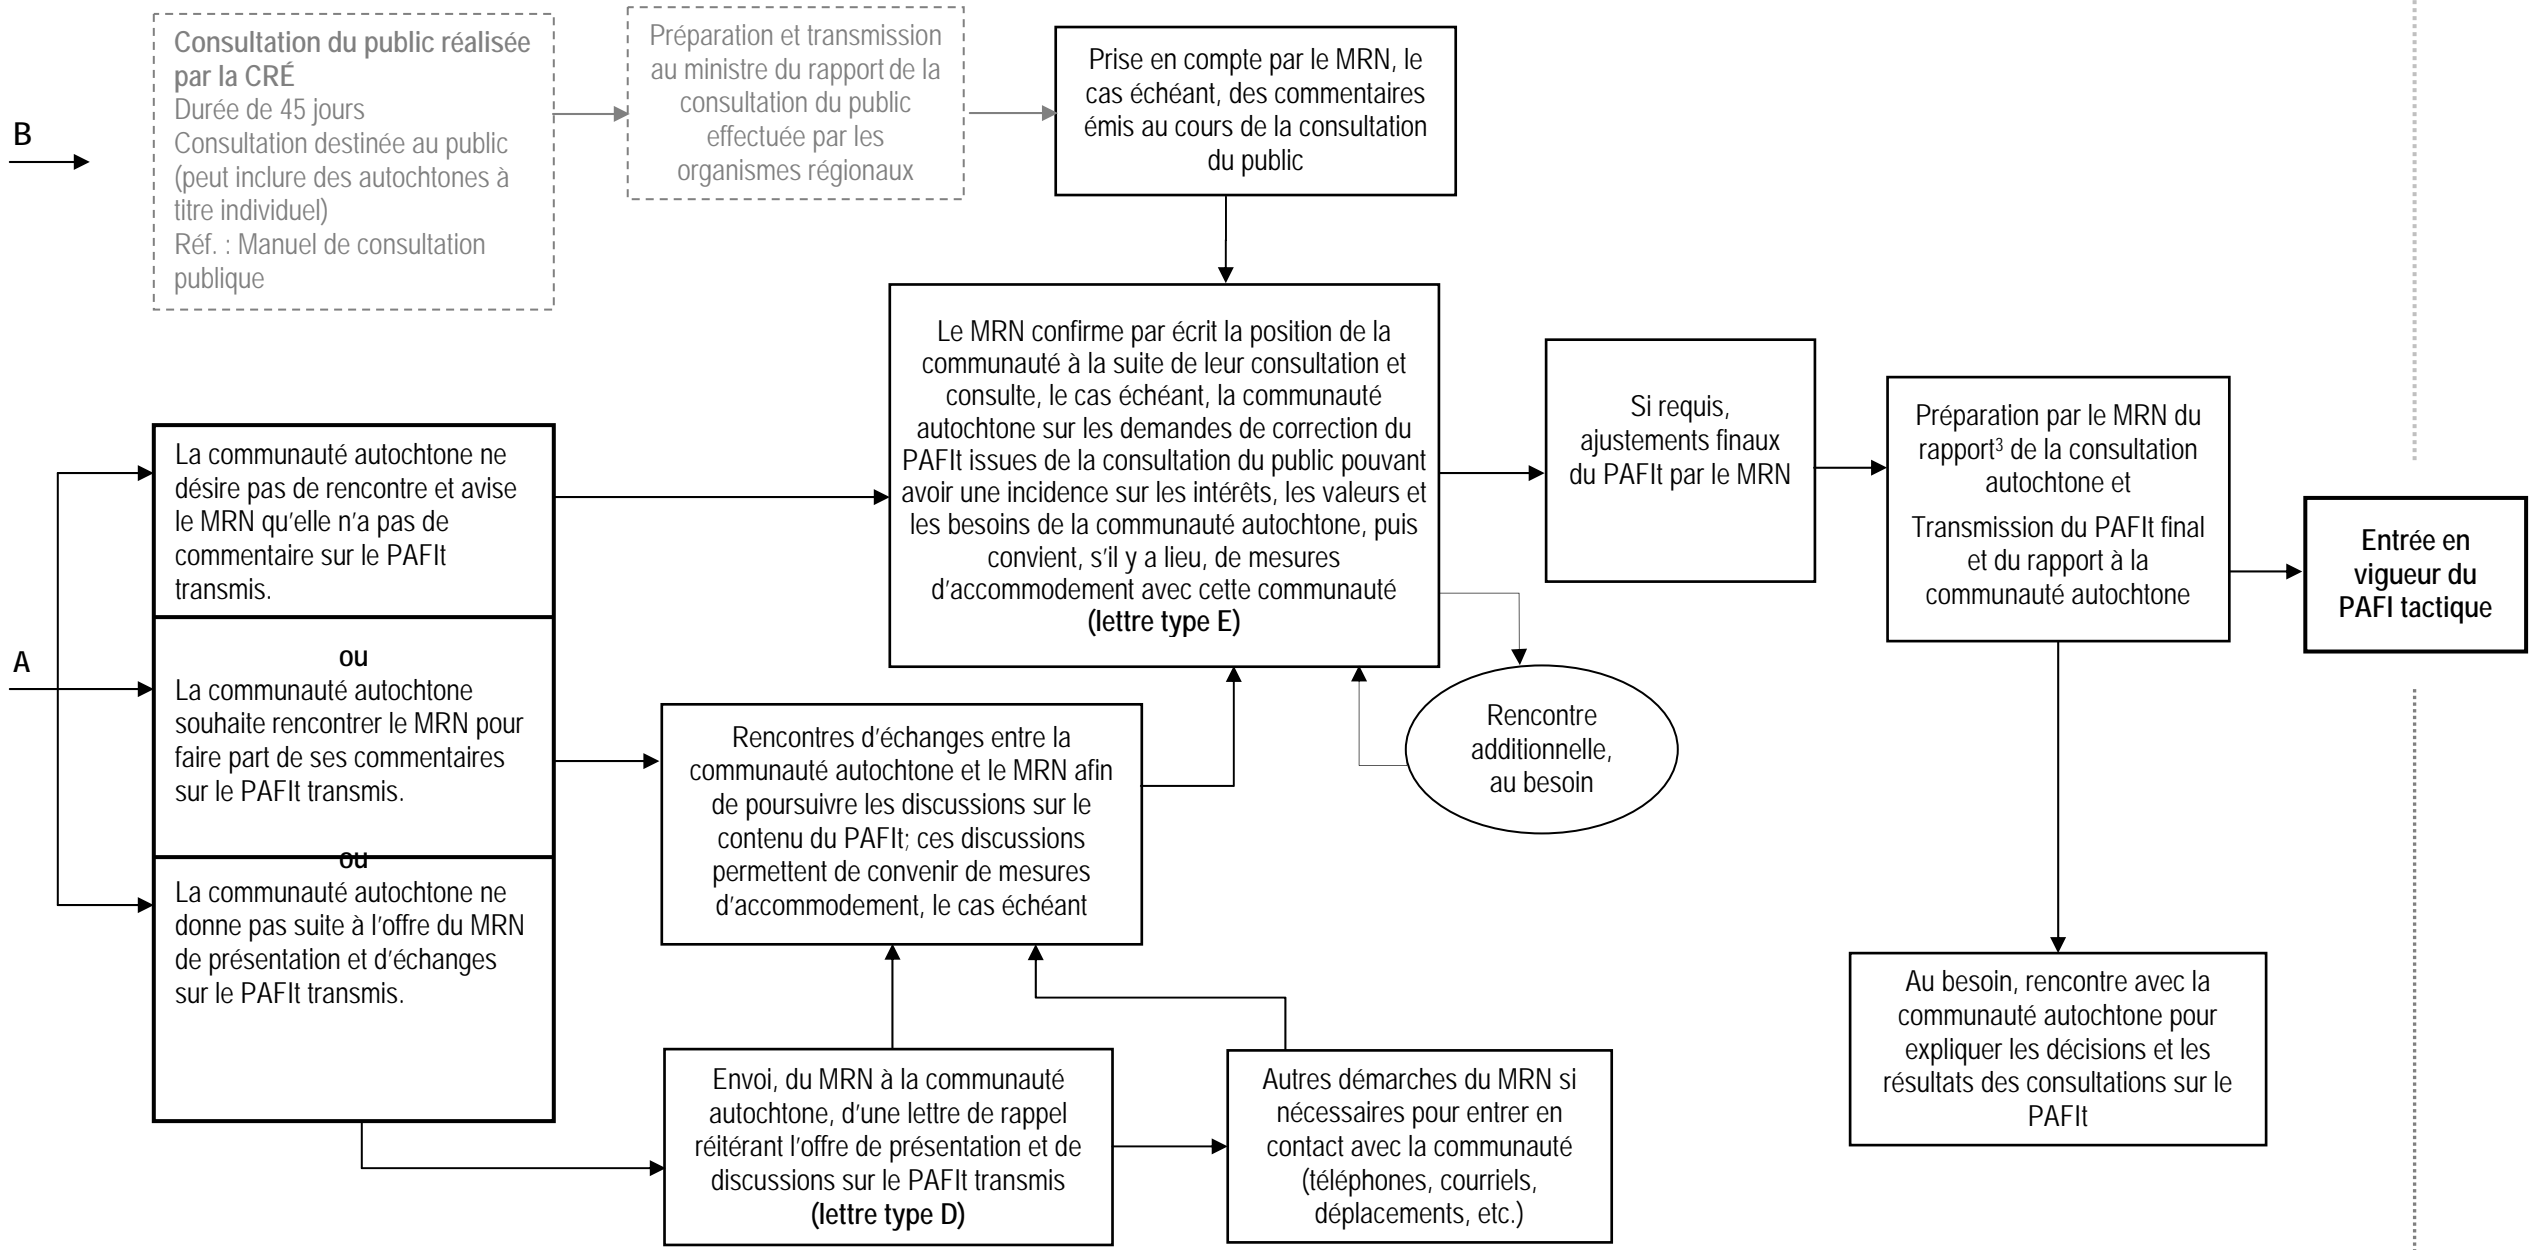 B
Consultation du public réalisée
par la CRÉ
Durée de 45 jours
Consultation destinée au public
(peut inclure des autochtones à
titre individuel)
Réf. : Manuel de consultation
publique
Préparation et transmission
au ministre du rapport de la
consultation du public
effectuée par les
organismes régionaux
Prise en compte par le MRN, le
cas échéant, des commentaires
émis au cours de la consultation
du public
A
La communauté autochtone ne
désire pas de rencontre et avise
le MRN qu'elle n'a pas de
commentaire sur le PAFIt
transmis.
ou
La communauté autochtone
souhaite rencontrer le MRN pour
faire part de ses commentaires
sur le PAFIt transmis.
ou
La communauté autochtone ne
donne pas suite à l'offre du MRN
de présentation et d'échanges
sur le PAFIt transmis.
Le MRN confirme par écrit la position de la
communauté à la suite de leur consultation et
consulte, le cas échéant, la communauté
autochtone sur les demandes de correction du
PAFIt issues de la consultation du public pouvant
avoir une incidence sur les intérêts, les valeurs et
les besoins de la communauté autochtone, puis
convient, s'il y a lieu, de mesures
d'accommodement avec cette communauté
(lettre type E)
Si requis,
ajustements finaux
du PAFIt par le MRN
Préparation par le MRN du
rapport³ de la consultation
autochtone et
Transmission du PAFIt final
et du rapport à la
communauté autochtone
Entrée en
vigueur du
PAFI tactique
Rencontres d'échanges entre la
communauté autochtone et le MRN afin
de poursuivre les discussions sur le
contenu du PAFIt; ces discussions
permettent de convenir de mesures
d'accommodement, le cas échéant
Rencontre
additionnelle,
au besoin
Envoi, du MRN à la communauté
autochtone, d'une lettre de rappel
réitérant l'offre de présentation et de
discussions sur le PAFIt transmis
(lettre type D)
Autres démarches du MRN si
nécessaires pour entrer en
contact avec la communauté
(téléphones, courriels,
déplacements, etc.)
Au besoin, rencontre avec la
communauté autochtone pour
expliquer les décisions et les
résultats des consultations sur le
PAFIt